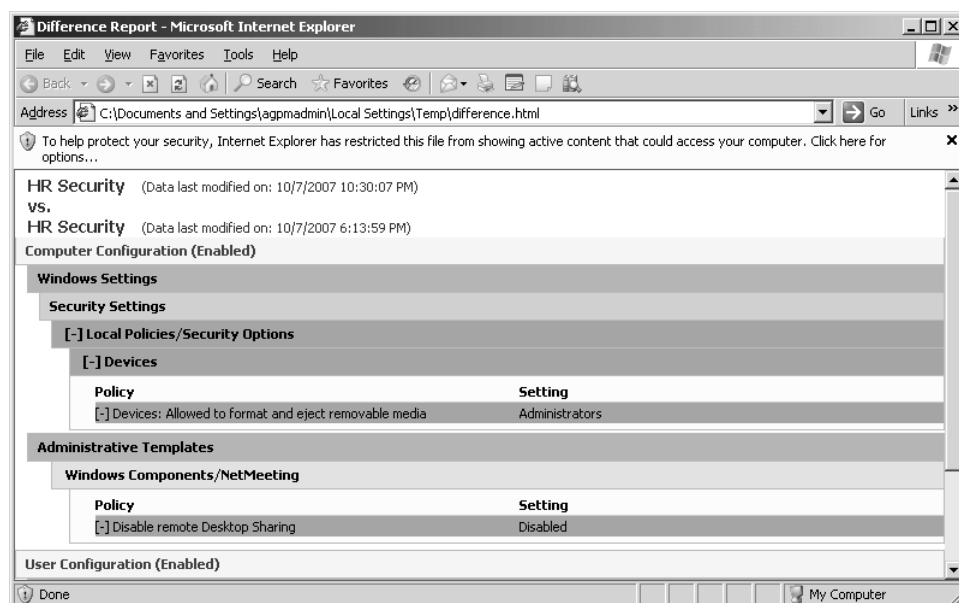 Difference Report - Microsoft Internet Explorer
File Edit View Favorites Tools Help
Back Search Favorites
Address C:\Documents and Settings\agpmadmin\Local Settings\Temp\difference.html Go Links »
To help protect your security, Internet Explorer has restricted this file from showing active content that could access your computer. Click here for
options...
HR Security (Data last modified on: 10/7/2007 10:30:07 PM)
vs.
HR Security (Data last modified on: 10/7/2007 6:13:59 PM)
Computer Configuration (Enabled)
Windows Settings
Security Settings
[-] Local Policies/Security Options
[-] Devices
Policy Setting
[-] Devices: Allowed to format and eject removable media Administrators
Administrative Templates
Windows Components/NetMeeting
Policy Setting
[-] Disable remote Desktop Sharing Disabled
User Configuration (Enabled)
Done My Computer